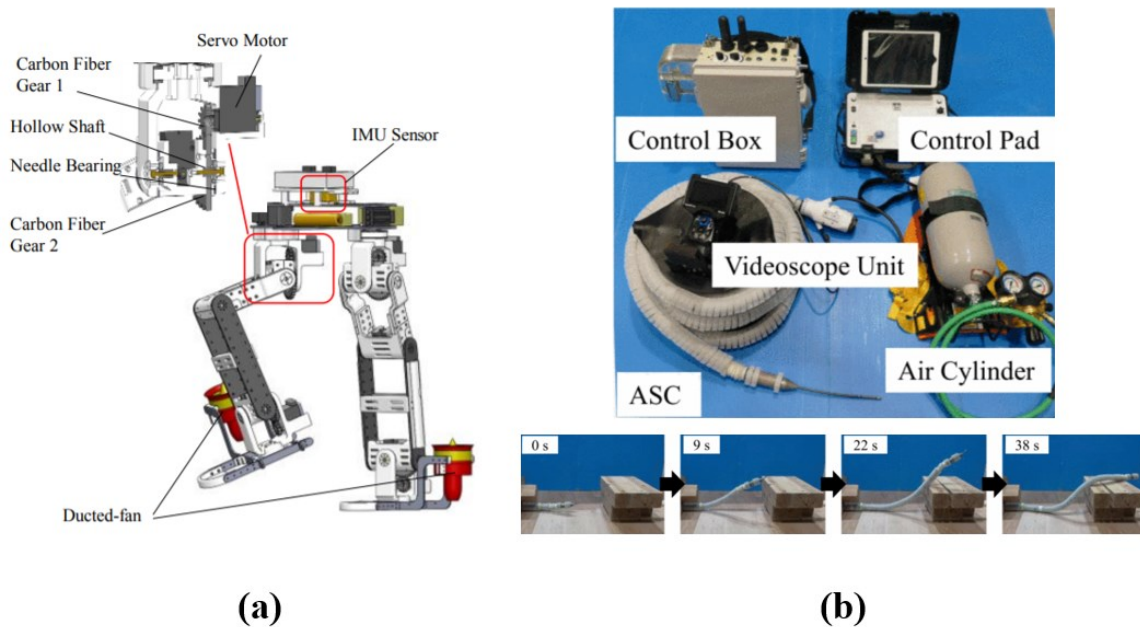 Servo Motor
Carbon Fiber
Gear 1
Hollow Shaft
IMU Sensor
Needle Bearing
Carbon Fiber
Gear 2
Ducted-fan
(a)
Control Box
Control Pad
Videoscope Unit
Air Cylinder
ASC
0 s
9 s
22 s
38 s
(b)